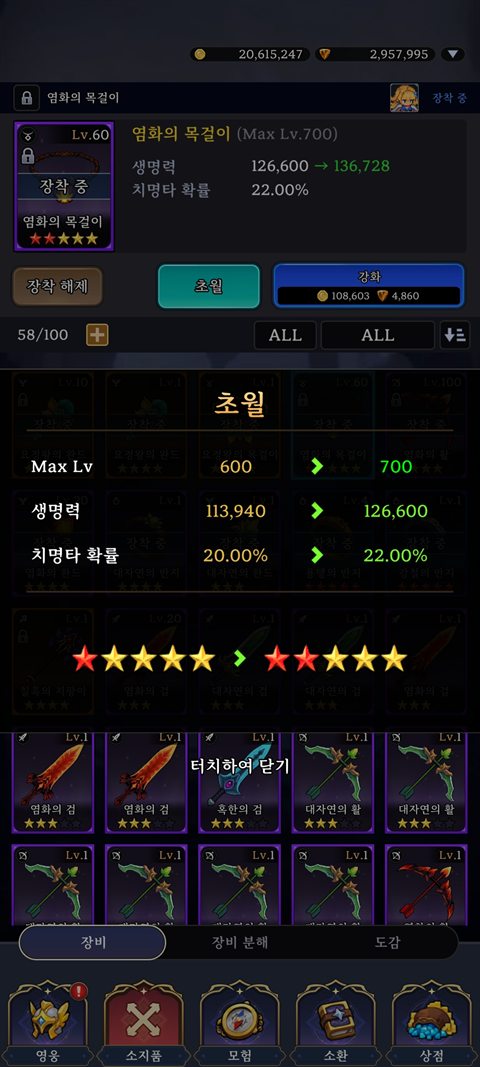 20,615,247 2,957,995
염화의 목걸이 장착 중
Lv.60
장착 중
염화의 목걸이
염화의 목걸이 (Max Lv.700)
생명력 126,600 → 136,728
치명타 확률 22.00%
장착 해제
초월
강화
108,603 4,860
58/100
ALL ALL
초월
Max Lv 600 700
생명력 113,940 126,600
치명타 확률 20.00% 22.00%
터치하여 닫기
Lv.1 Lv.1 Lv.1 Lv.1 Lv.1
염화의 검 염화의 검 혹한의 검 대자연의 활 대자연의 활
Lv.1 Lv.1 Lv.1 Lv.1 Lv.1
장비 장비 분해 도감
영웅 소지품 모험 소환 상점